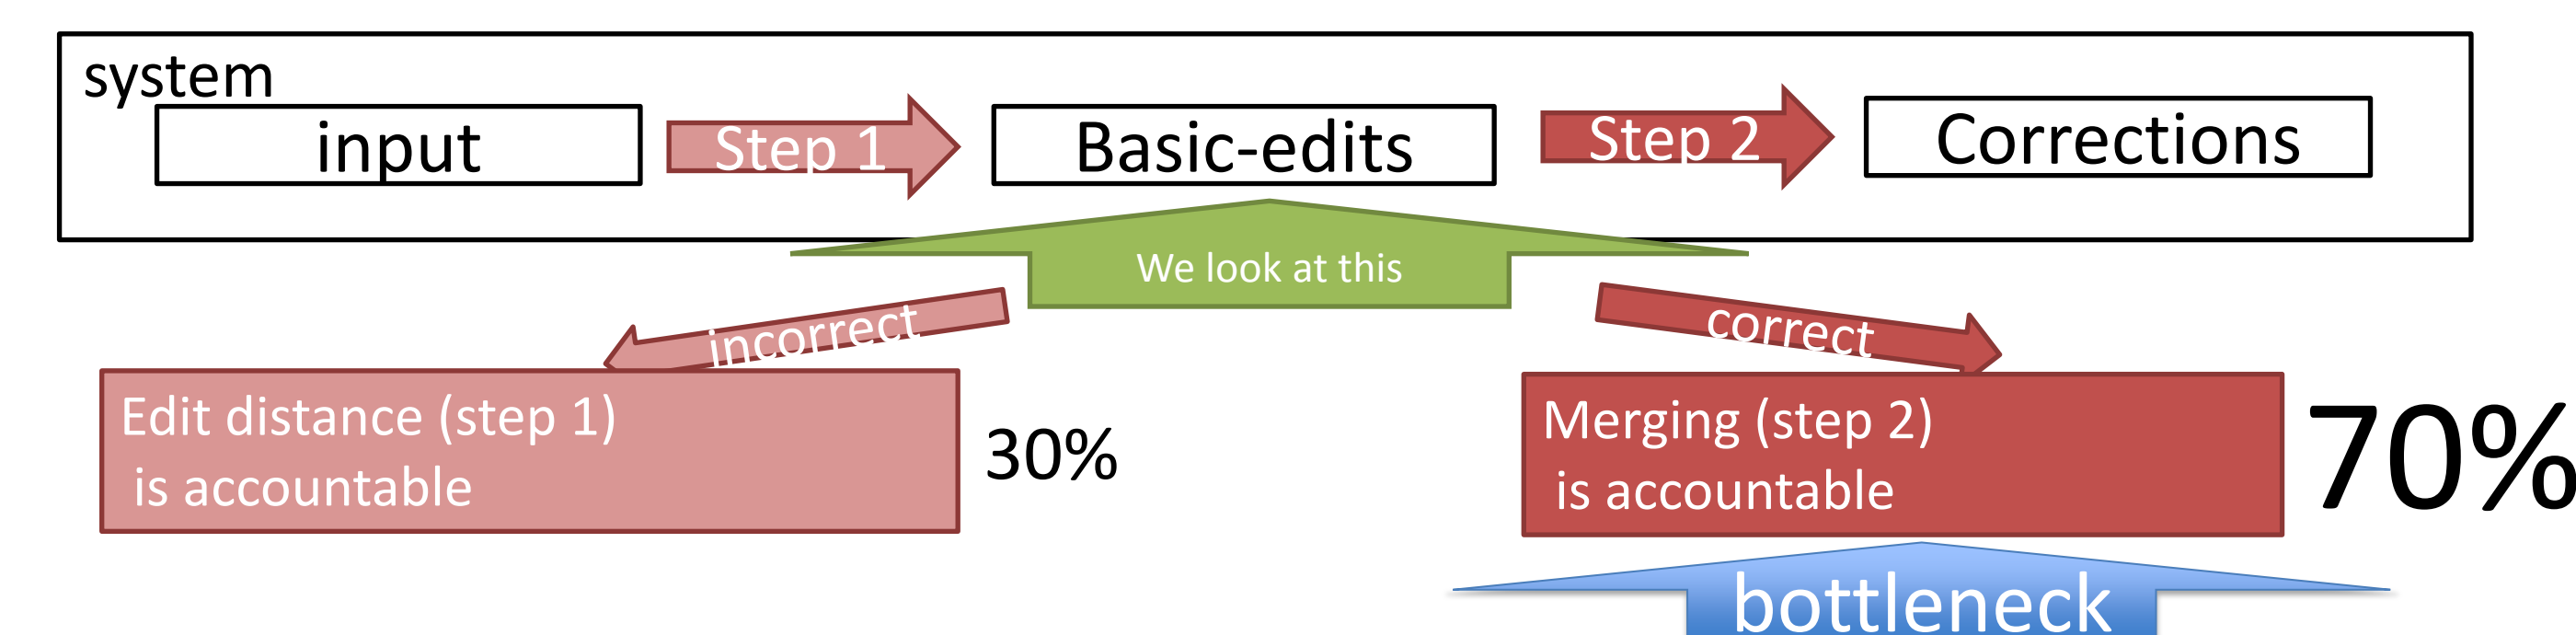 system
input
Step 1
Basic-edits
Step 2
Corrections
We look at this
incorrect
correct
Edit distance (step 1)
is accountable
30%
Merging (step 2)
is accountable
70%
bottleneck